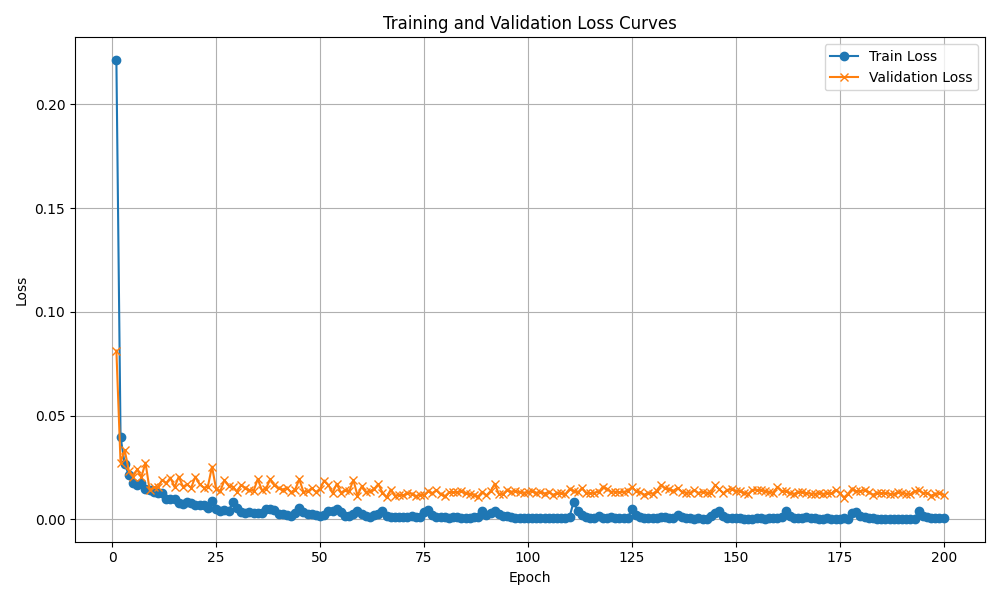 Training and Validation Loss Curves
Train Loss
Validation Loss
0.20
0.15
0.10
0.05
0.00
Loss
0 25 50 75 100 125 150 175 200
Epoch